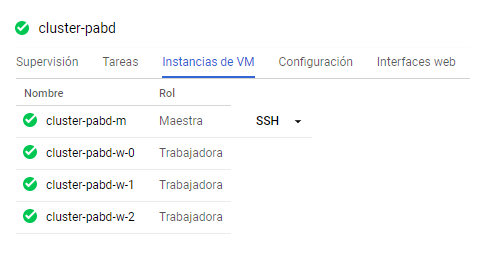 cluster-pabd
Supervisión Tareas Instancias de VM Configuración Interfaces web
Nombre Rol
cluster-pabd-m Maestra SSH
cluster-pabd-w-0 Trabajadora
cluster-pabd-w-1 Trabajadora
cluster-pabd-w-2 Trabajadora